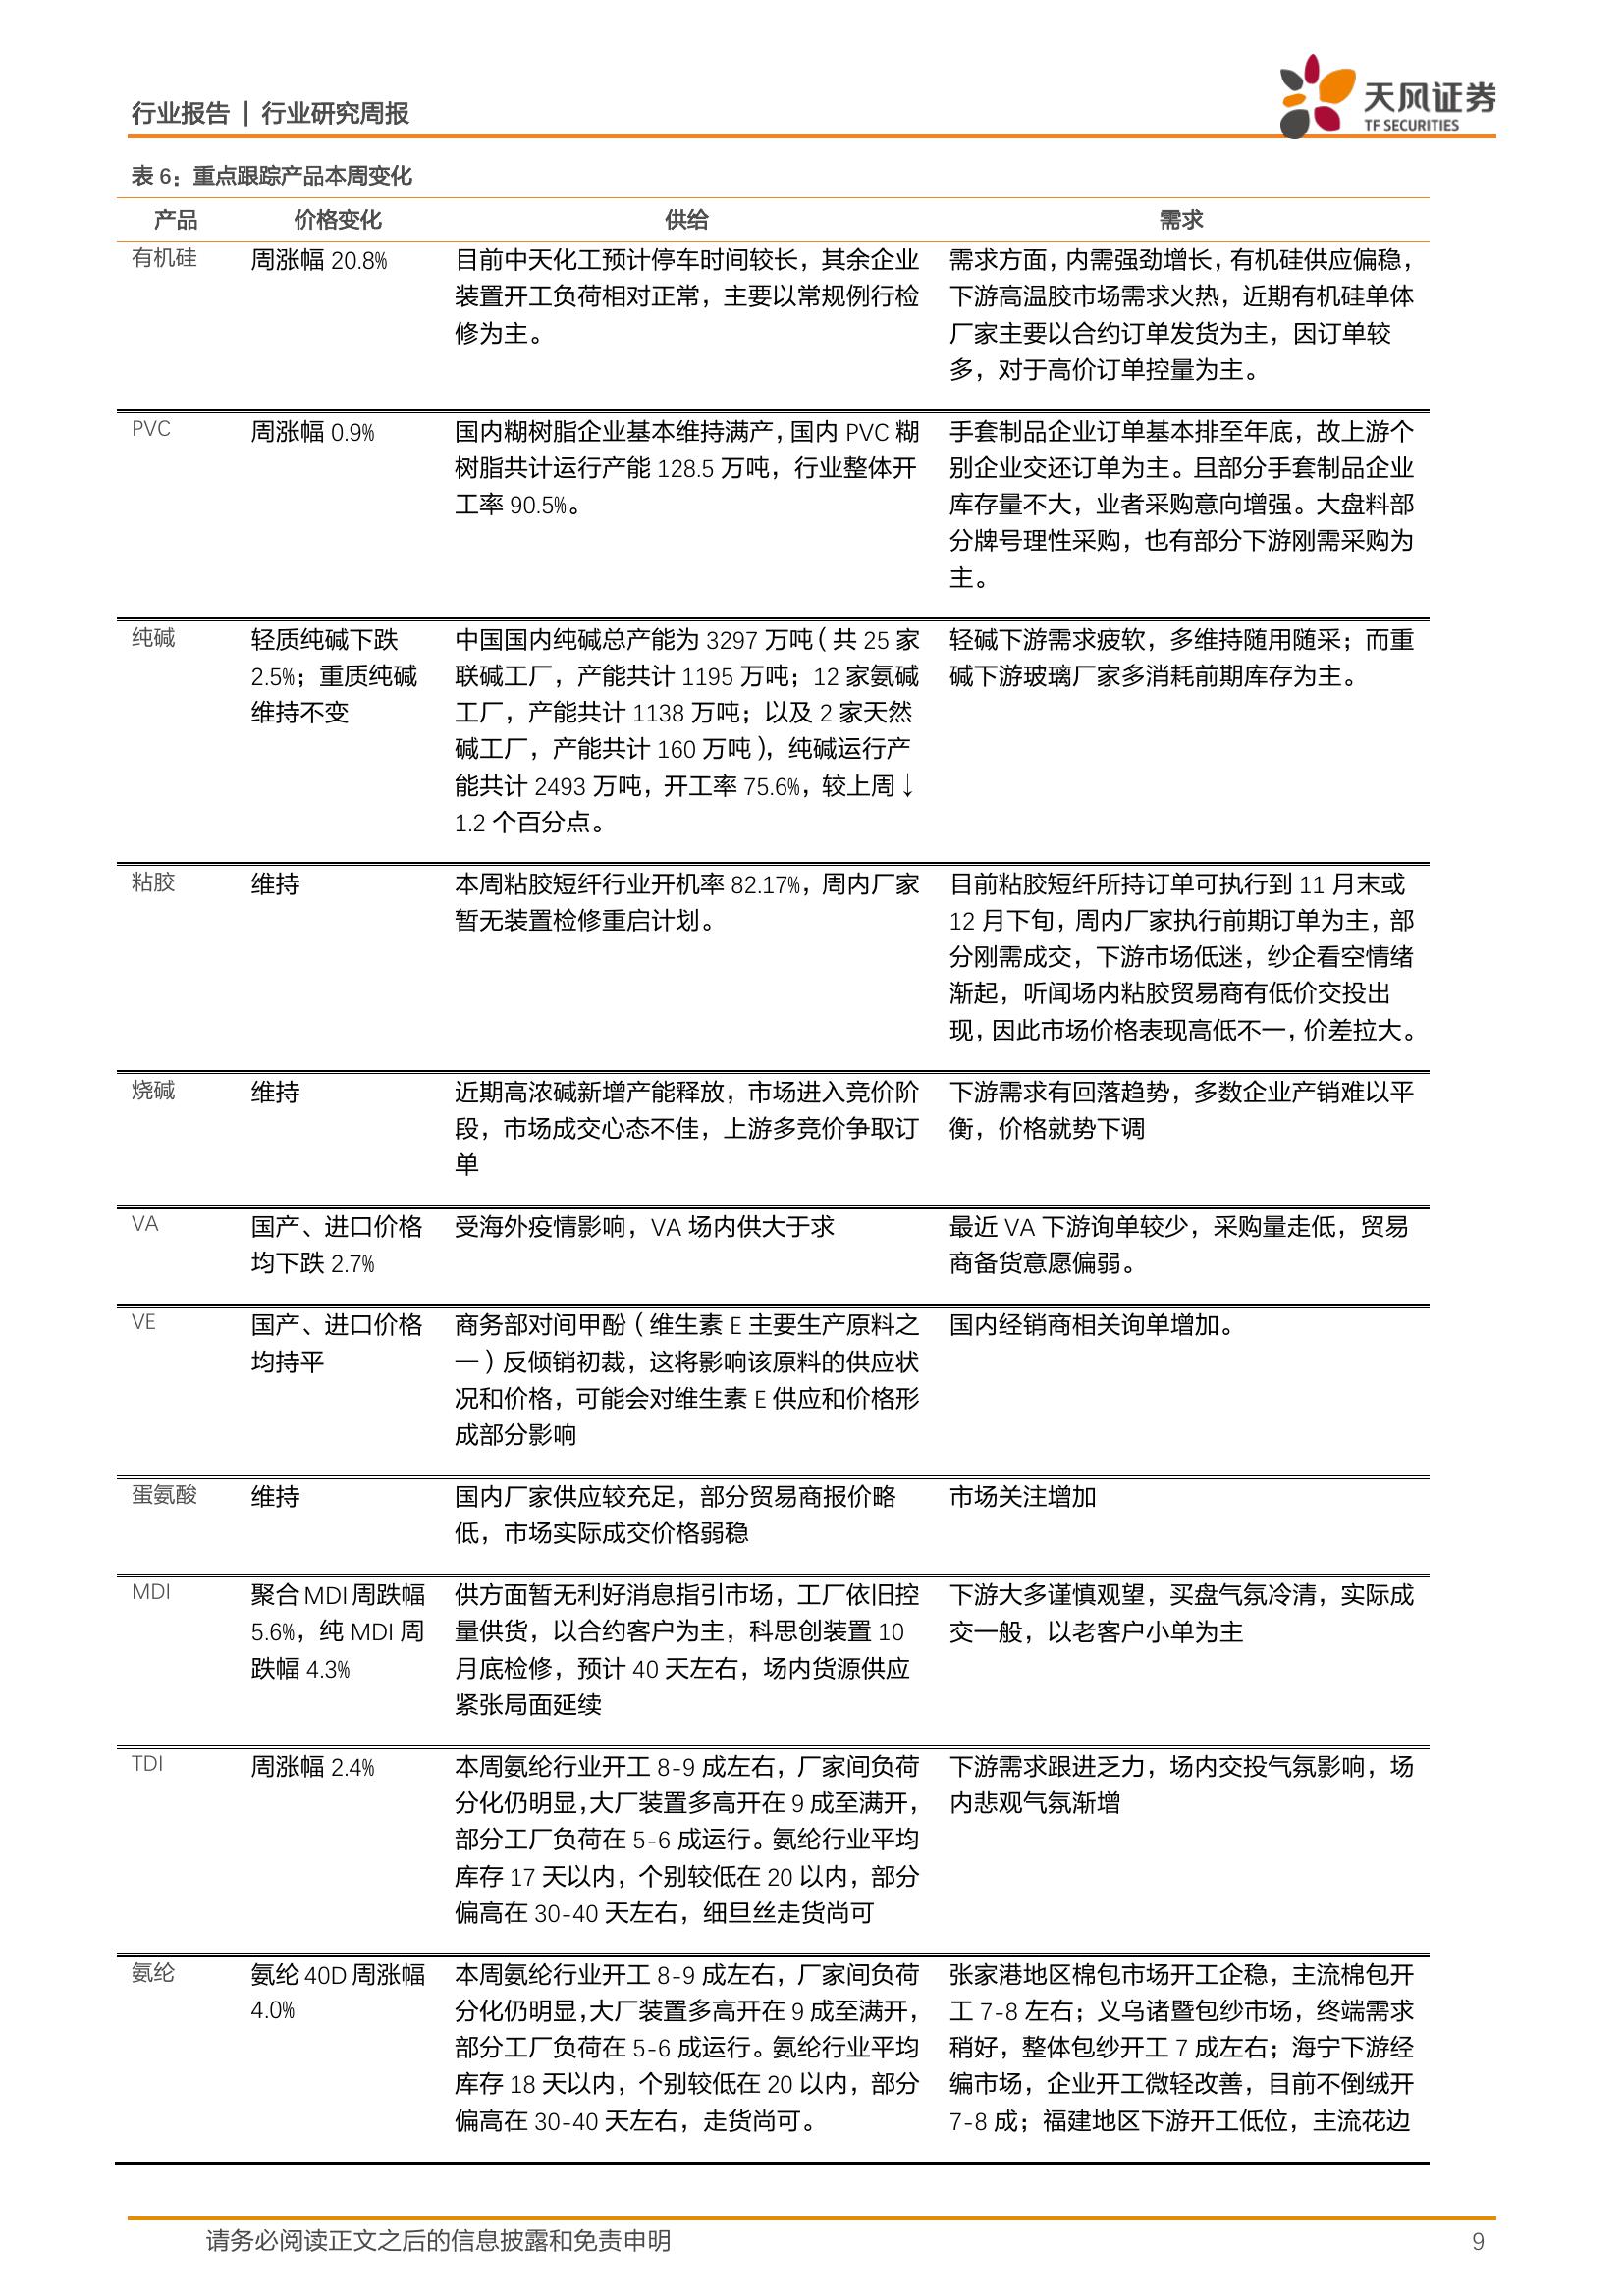 行业报告 | 行业研究周报
天风证券
TF SECURITIES
表 6：重点跟踪产品本周变化
产品 价格变化 供给 需求
有机硅
周涨幅 20.8%
目前中天化工预计停车时间较长，其余企业
装置开工负荷相对正常，主要以常规例行检
修为主。
需求方面，内需强劲增长，有机硅供应偏稳，
下游高温胶市场需求火热，近期有机硅单体
厂家主要以合约订单发货为主，因订单较
多，对于高价订单控量为主。
PVC
周涨幅 0.9%
国内糊树脂企业基本维持满产，国内 PVC 糊
树脂共计运行产能 128.5 万吨，行业整体开
工率 90.5%。
手套制品企业订单基本排至年底，故上游个
别企业交还订单为主。且部分手套制品企业
库存量不大，业者采购意向增强。大盘料部
分牌号理性采购，也有部分下游刚需采购为
主。
纯碱
轻质纯碱下跌
2.5%；重质纯碱
维持不变
中国国内纯碱总产能为 3297 万吨（共 25 家
联碱工厂，产能共计 1195 万吨；12 家氨碱
工厂，产能共计 1138 万吨；以及 2 家天然
碱工厂，产能共计 160 万吨），纯碱运行产
能共计 2493 万吨，开工率 75.6%，较上周↓
1.2 个百分点。
轻碱下游需求疲软，多维持随用随采；而重
碱下游玻璃厂家多消耗前期库存为主。
粘胶
维持
本周粘胶短纤行业开机率 82.17%，周内厂家
暂无装置检修重启计划。
目前粘胶短纤所持订单可执行到 11 月末或
12 月下旬，周内厂家执行前期订单为主，部
分刚需成交，下游市场低迷，纱企看空情绪
渐起，听闻场内粘胶贸易商有低价交投出
现，因此市场价格表现高低不一，价差拉大。
烧碱
维持
近期高浓碱新增产能释放，市场进入竞价阶
段，市场成交心态不佳，上游多竞价争取订
单
下游需求有回落趋势，多数企业产销难以平
衡，价格就势下调
VA
国产、进口价格
均下跌 2.7%
受海外疫情影响，VA 场内供大于求
最近 VA 下游询单较少，采购量走低，贸易
商备货意愿偏弱。
VE
国产、进口价格
均持平
商务部对间甲酚（维生素 E 主要生产原料之
一）反倾销初裁，这将影响该原料的供应状
况和价格，可能会对维生素 E 供应和价格形
成部分影响
国内经销商相关询单增加。
蛋氨酸
维持
国内厂家供应较充足，部分贸易商报价略
低，市场实际成交价格弱稳
市场关注增加
MDI
聚合 MDI 周跌幅
5.6%，纯 MDI 周
跌幅 4.3%
供方面暂无利好消息指引市场，工厂依旧控
量供货，以合约客户为主，科思创装置 10
月底检修，预计 40 天左右，场内货源供应
紧张局面延续
下游大多谨慎观望，买盘气氛冷清，实际成
交一般，以老客户小单为主
TDI
周涨幅 2.4%
本周氨纶行业开工 8-9 成左右，厂家间负荷
分化仍明显，大厂装置多高开在 9 成至满开，
部分工厂负荷在 5-6 成运行。氨纶行业平均
库存 17 天以内，个别较低在 20 以内，部分
偏高在 30-40 天左右，细旦丝走货尚可
下游需求跟进乏力，场内交投气氛影响，场
内悲观气氛渐增
氨纶
氨纶 40D 周涨幅
4.0%
本周氨纶行业开工 8-9 成左右，厂家间负荷
分化仍明显，大厂装置多高开在 9 成至满开，
部分工厂负荷在 5-6 成运行。氨纶行业平均
库存 18 天以内，个别较低在 20 以内，部分
偏高在 30-40 天左右，走货尚可。
张家港地区棉包市场开工企稳，主流棉包开
工 7-8 左右；义乌诸暨包纱市场，终端需求
稍好，整体包纱开工 7 成左右；海宁下游经
编市场，企业开工微轻改善，目前不倒绒开
7-8 成；福建地区下游开工低位，主流花边
请务必阅读正文之后的信息披露和免责申明
9